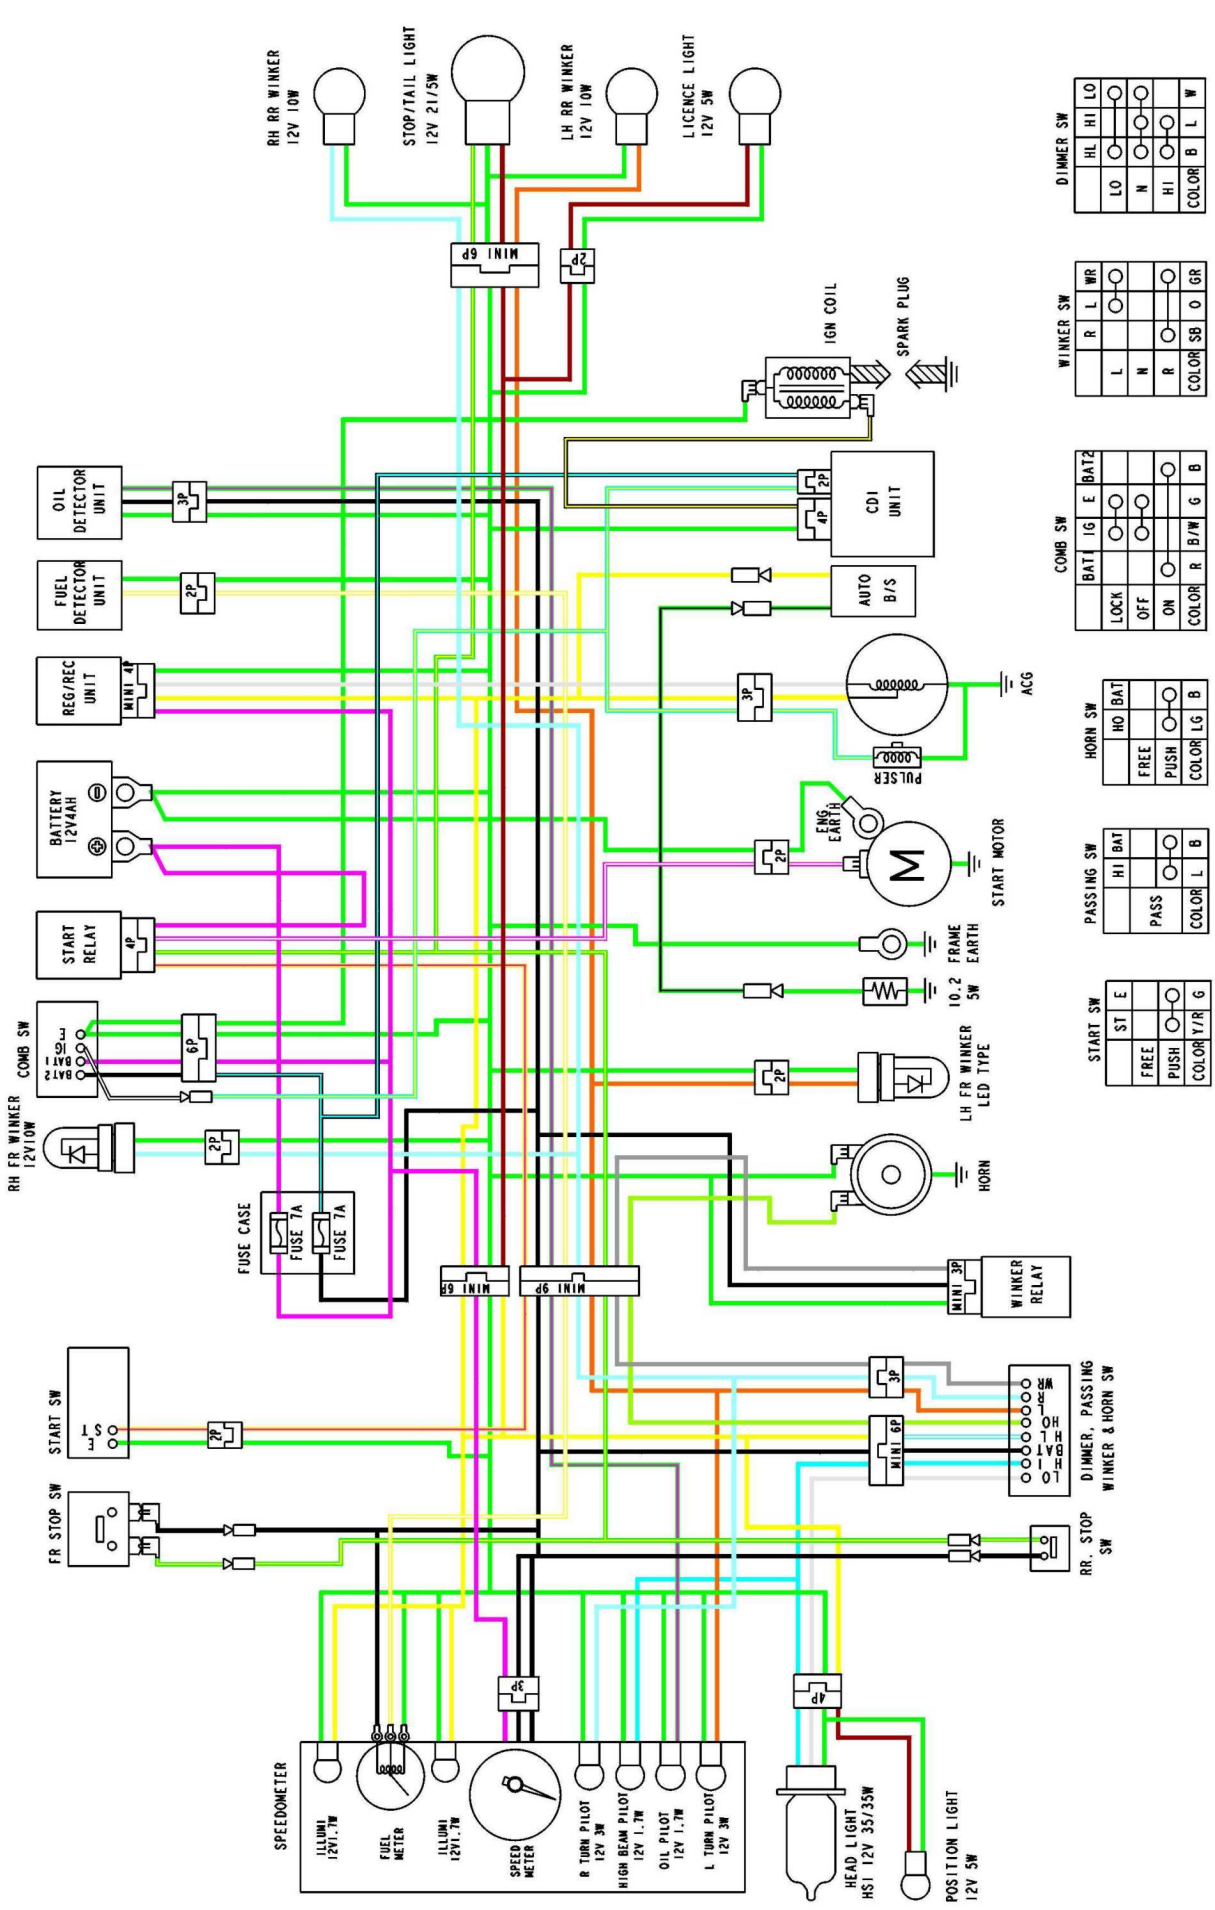 RH RR WINKER
12V 10W
STOP/TAIL LIGHT
12V 21/5W
LH RR WINKER
12V 10W
LICENCE LIGHT
12V 5W
MINI 6P
2P
IGN COIL
SPARK PLUG
OIL
DETECTOR
UNIT
3P
2P
4P
CDI
UNIT
FUEL
DETECTOR
UNIT
2P
AUTO
B/S
REG/REC
UNIT
MINI 4P
3P
ACG
PULSER
BATTERY
12V4AH
ENG.
EARTH
2P
M
START MOTOR
START
RELAY
4P
FRAME
EARTH
10.2
5W
COMB SW
E
IG
BAT1
BAT2
6P
2P
LH FR WINKER
LED TYPE
RH FR WINKER
12V10W
2P
HORN
FUSE CASE
FUSE 7A
FUSE 7A
MINI 6P
MINI 9P
MINI 3P
WINKER
RELAY
START SW
ST
E
2P
3P
MINI 6P
WR
R
L
HO
HL
BAT
HI
LO
DIMMER, PASSING
WINKER & HORN SW
FR STOP SW
RR. STOP
SW
3P
4P
SPEEDOMETER
ILLUMI
12V1.7W
FUEL
METER
ILLUMI
12V1.7W
SPEED
METER
R TURN PILOT
12V 3W
HIGH BEAM PILOT
12V 1.7W
OIL PILOT
12V 1.7W
L TURN PILOT
12V 3W
HEAD LIGHT
HS1 12V 35/35W
POSITION LIGHT
12V 5W
DIMMER SW
HL HI LO
LO
N
HI
COLOR B L W
WINKER SW
R L WR
L
N
R
COLOR SB O GR
COMB SW
BAT1 IG E BAT2
LOCK
OFF
ON
COLOR R B/W G B
HORN SW
HO BAT
FREE
PUSH
COLOR LG B
PASSING SW
HI BAT
PASS
COLOR L B
START SW
ST E
FREE
PUSH
COLOR Y/R G